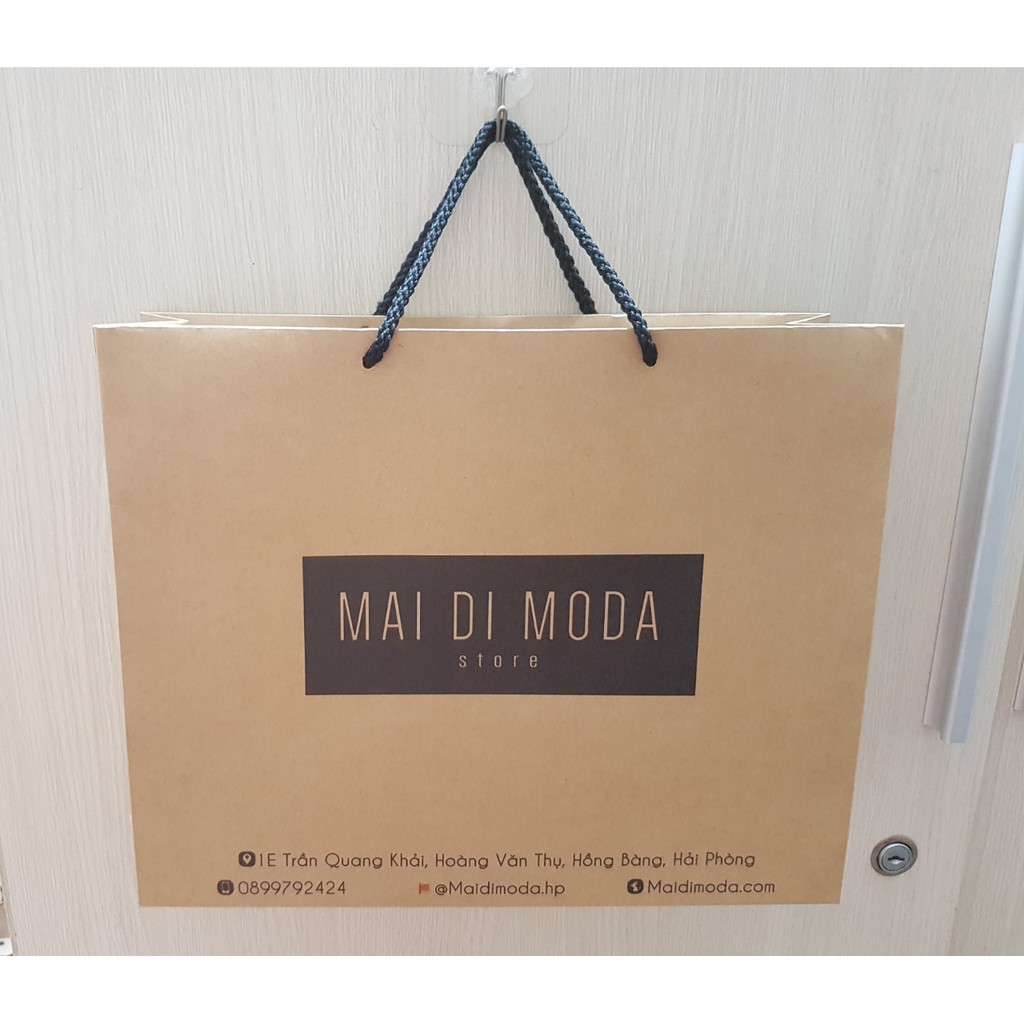 MAI DI MODA
store
1E Trần Quang Khải, Hoàng Văn Thụ, Hồng Bàng, Hải Phòng
0899792424 @Maidimoda.hp Maidimoda.com